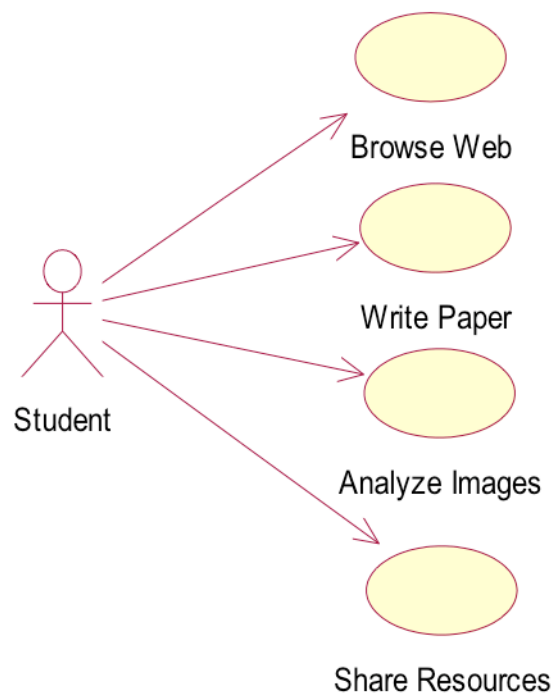 Browse Web
Write Paper
Student
Analyze Images
Share Resources